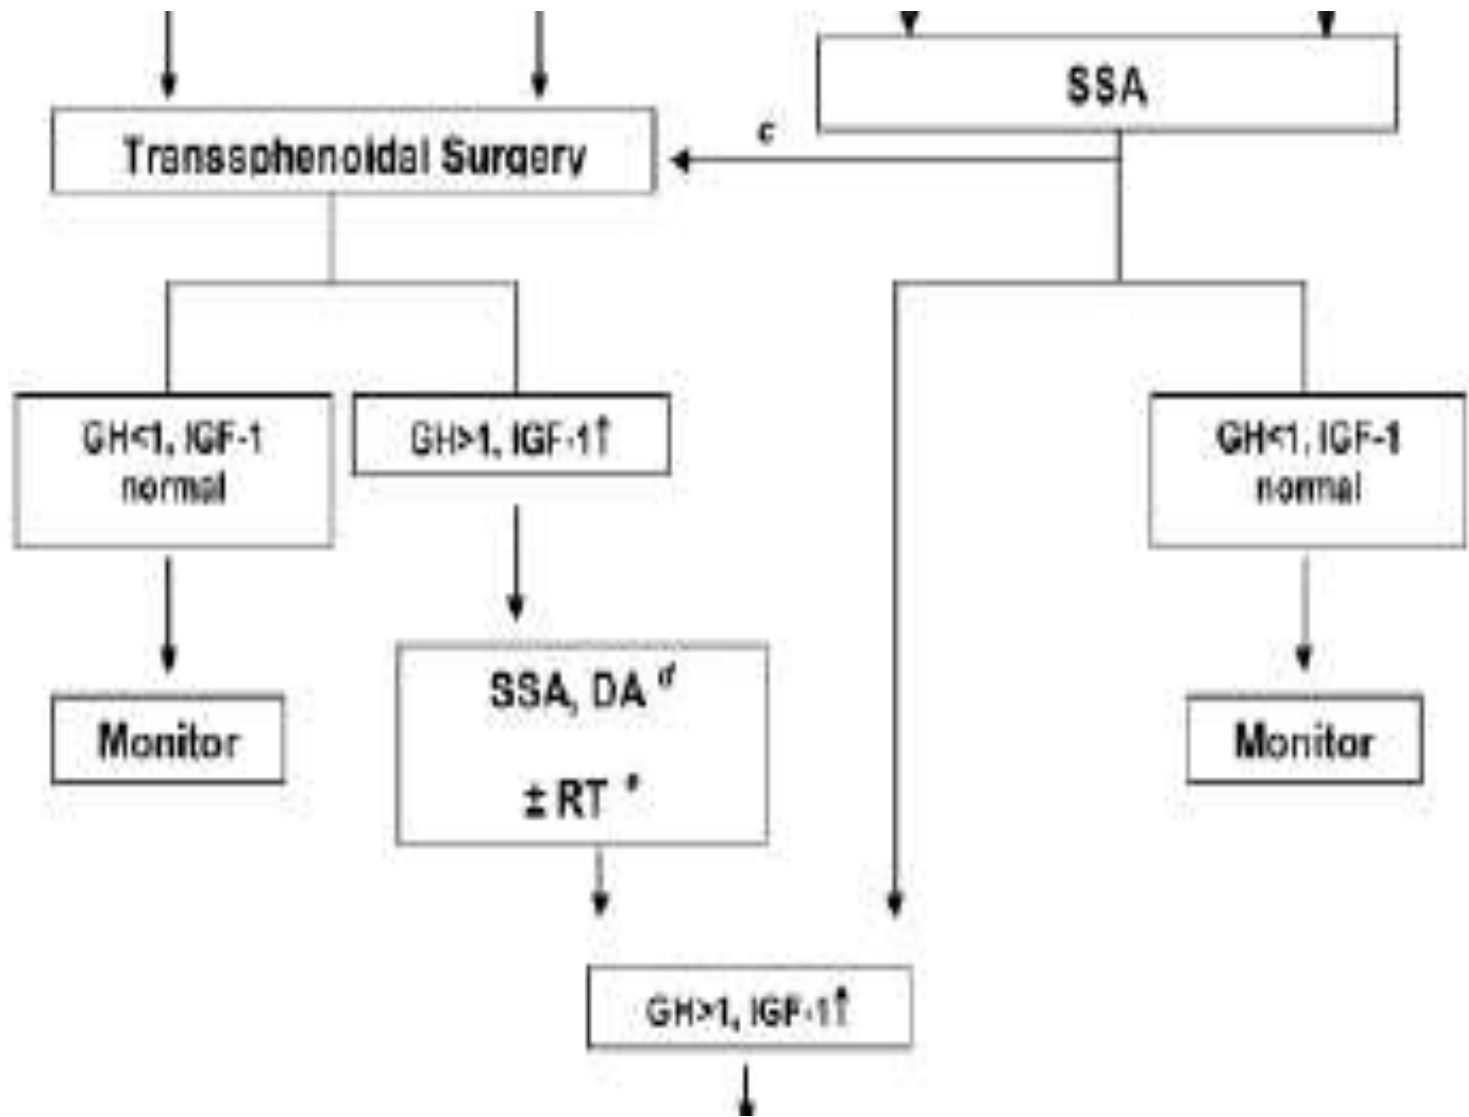 SSA
c
Transsphenoidal Surgery
GH<1, IGF-1
normal
GH>1, IGF-1↑
GH<1, IGF-1
normal
SSA, DA d
± RT e
Monitor
Monitor
GH>1, IGF-1↑